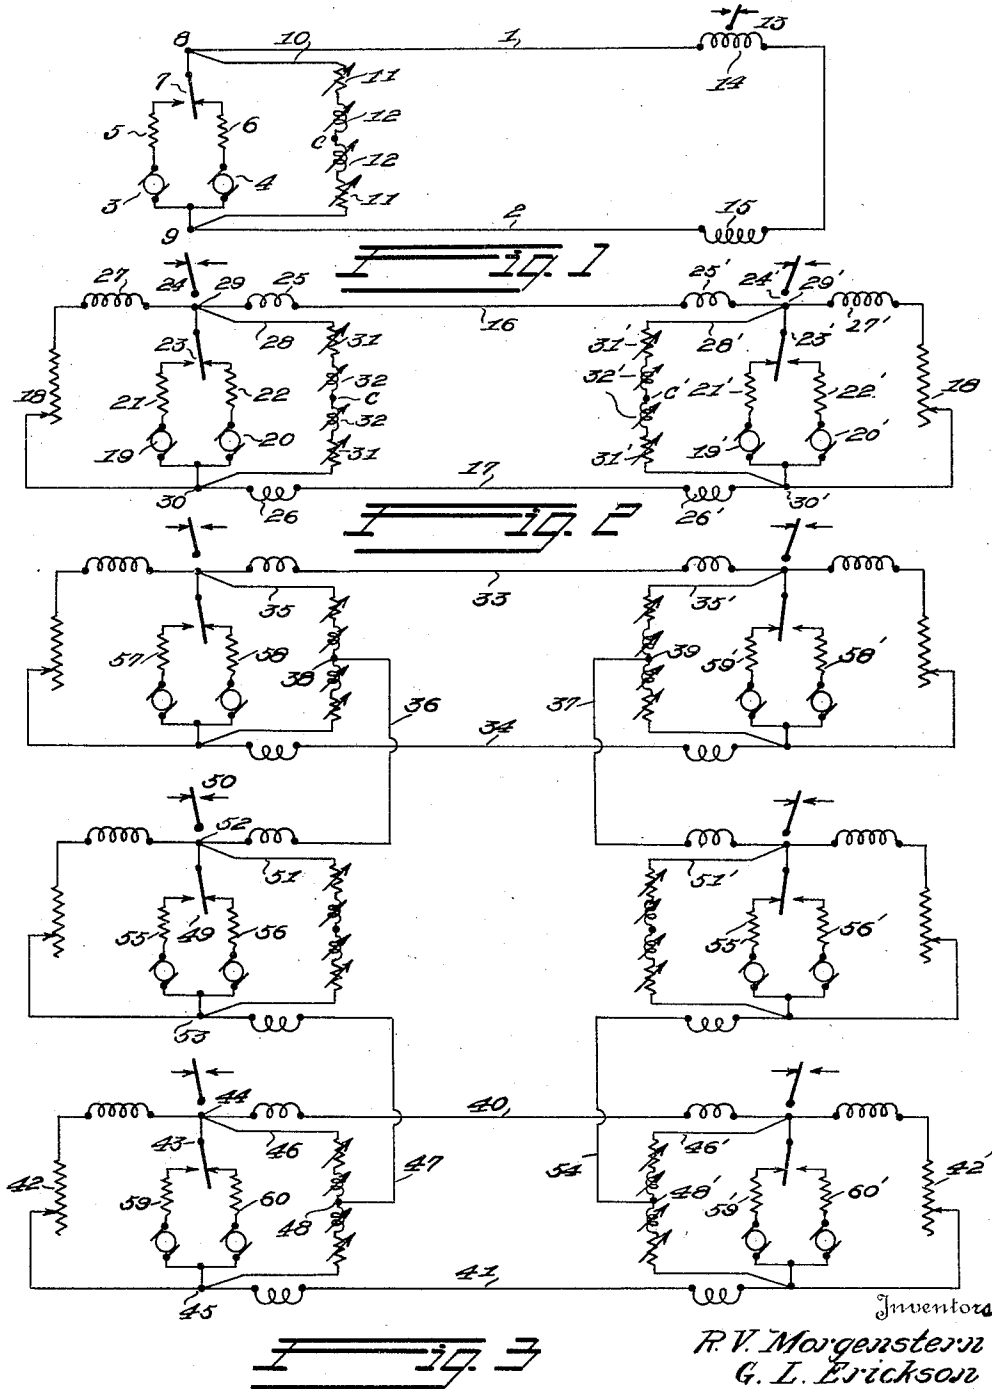 8 10 1 13
7 11 14
12
5 6 C
12
3 4 11
2 15
9
Fig. 1
27 24 29 25 25' 24' 29'
16 27'
23 28 31 31' 28' 23'
18 32 32' 18
21 22 C C' 21' 22'
32
19 20 31 31' 19' 20'
17
30 26 26' 30'
Fig. 2
35 33 35'
57 58 38 39 59' 58'
36 37
34
50
52
51 51'
55 49 56 55' 56'
53
44 40
43 46 46'
42 47 54 42'
59 60 48 48' 59' 60'
41
45
Inventors
R. V. Morgenstern
G. L. Erickson
Fig. 3